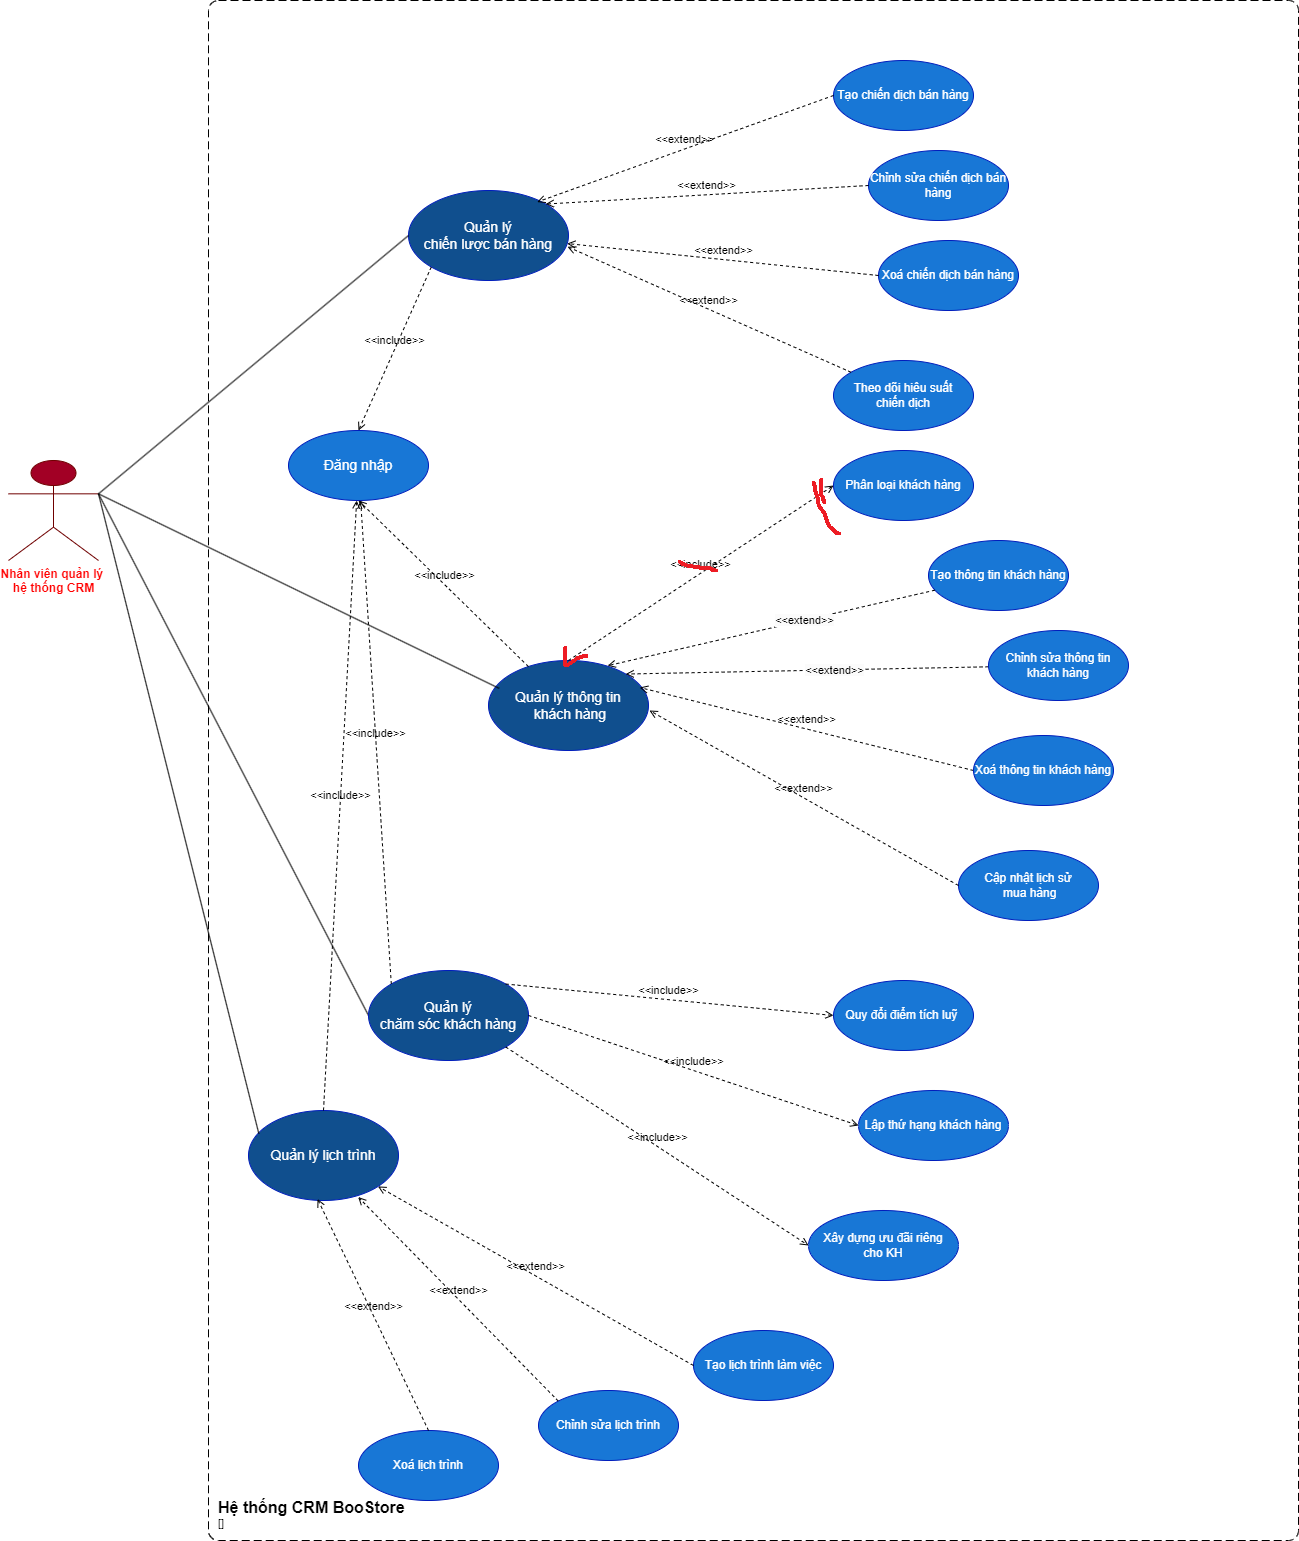 Tạo chiến dịch bán hàng
<<extend>>
Chỉnh sửa chiến dịch bán
hàng
<<extend>>
Quản lý
chiến lược bán hàng
<<extend>>
Xoá chiến dịch bán hàng
<<extend>>
<<include>>
Theo dõi hiêu suất
chiến dịch
Đăng nhập
Phân loại khách hàng
<<include>>
<<include>>
Nhân viên quản lý
hệ thống CRM
Tạo thông tin khách hàng
<<extend>>
Chỉnh sửa thông tin
khách hàng
<<extend>>
Quản lý thông tin
khách hàng
<<extend>>
<<include>>
Xoá thông tin khách hàng
<<include>>
<<extend>>
Cập nhật lịch sử
mua hàng
<<include>>
Quản lý
chăm sóc khách hàng
Quy đổi điểm tích luỹ
<<include>>
Lập thứ hạng khách hàng
<<include>>
Quản lý lịch trình
Xây dựng ưu đãi riêng
cho KH
<<extend>>
<<extend>>
<<extend>>
Tạo lịch trình làm việc
Chỉnh sửa lịch trình
Xoá lịch trình
Hệ thống CRM BooStore